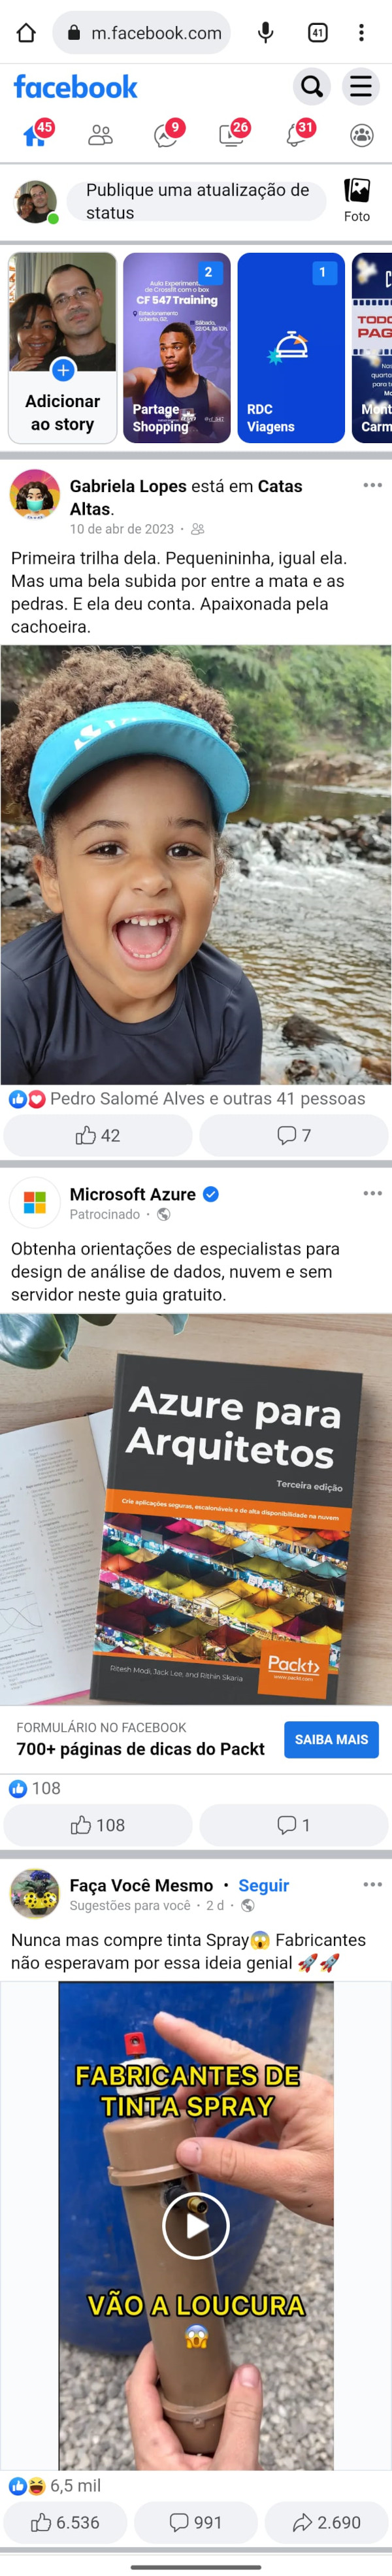 m.facebook.com
41
facebook
45
9
26
31
Publique uma atualização de
status
Foto
Adicionar
ao story
2
CF 547 Training
Partage
Shopping
1
RDC
Viagens
Gabriela Lopes está em Catas
Altas.
10 de abr de 2023 ·
Primeira trilha dela. Pequenininha, igual ela.
Mas uma bela subida por entre a mata e as
pedras. E ela deu conta. Apaixonada pela
cachoeira.
Pedro Salomé Alves e outras 41 pessoas
42
7
Microsoft Azure
Patrocinado ·
Obtenha orientações de especialistas para
design de análise de dados, nuvem e sem
servidor neste guia gratuito.
Azure para
Arquitetos
Terceira edição
Crie aplicações seguras, escalonáveis e de alta disponibilidade na nuvem
Ritesh Modi, Jack Lee, and Rithin Skaria
Packt>
www.packt.com
FORMULÁRIO NO FACEBOOK
700+ páginas de dicas do Packt
SAIBA MAIS
108
108
1
Faça Você Mesmo · Seguir
Sugestões para você · 2 d ·
Nunca mas compre tinta Spray😱 Fabricantes
não esperavam por essa ideia genial 🚀🚀
FABRICANTES DE
TINTA SPRAY
VÃO A LOUCURA
😱
6,5 mil
6.536
991
2.690